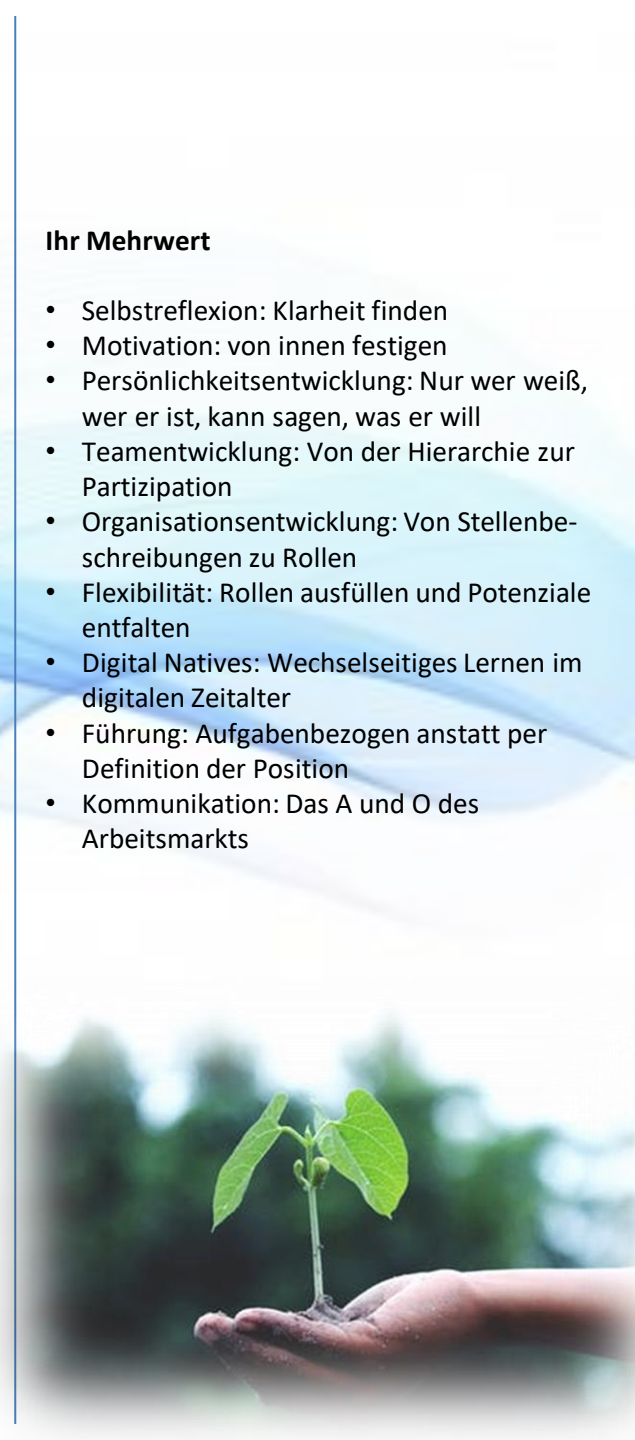 Ihr Mehrwert
• Selbstreflexion: Klarheit finden
• Motivation: von innen festigen
• Persönlichkeitsentwicklung: Nur wer weiß,
wer er ist, kann sagen, was er will
• Teamentwicklung: Von der Hierarchie zur
Partizipation
• Organisationsentwicklung: Von Stellenbe-
schreibungen zu Rollen
• Flexibilität: Rollen ausfüllen und Potenziale
entfalten
• Digital Natives: Wechselseitiges Lernen im
digitalen Zeitalter
• Führung: Aufgabenbezogen anstatt per
Definition der Position
• Kommunikation: Das A und O des
Arbeitsmarkts